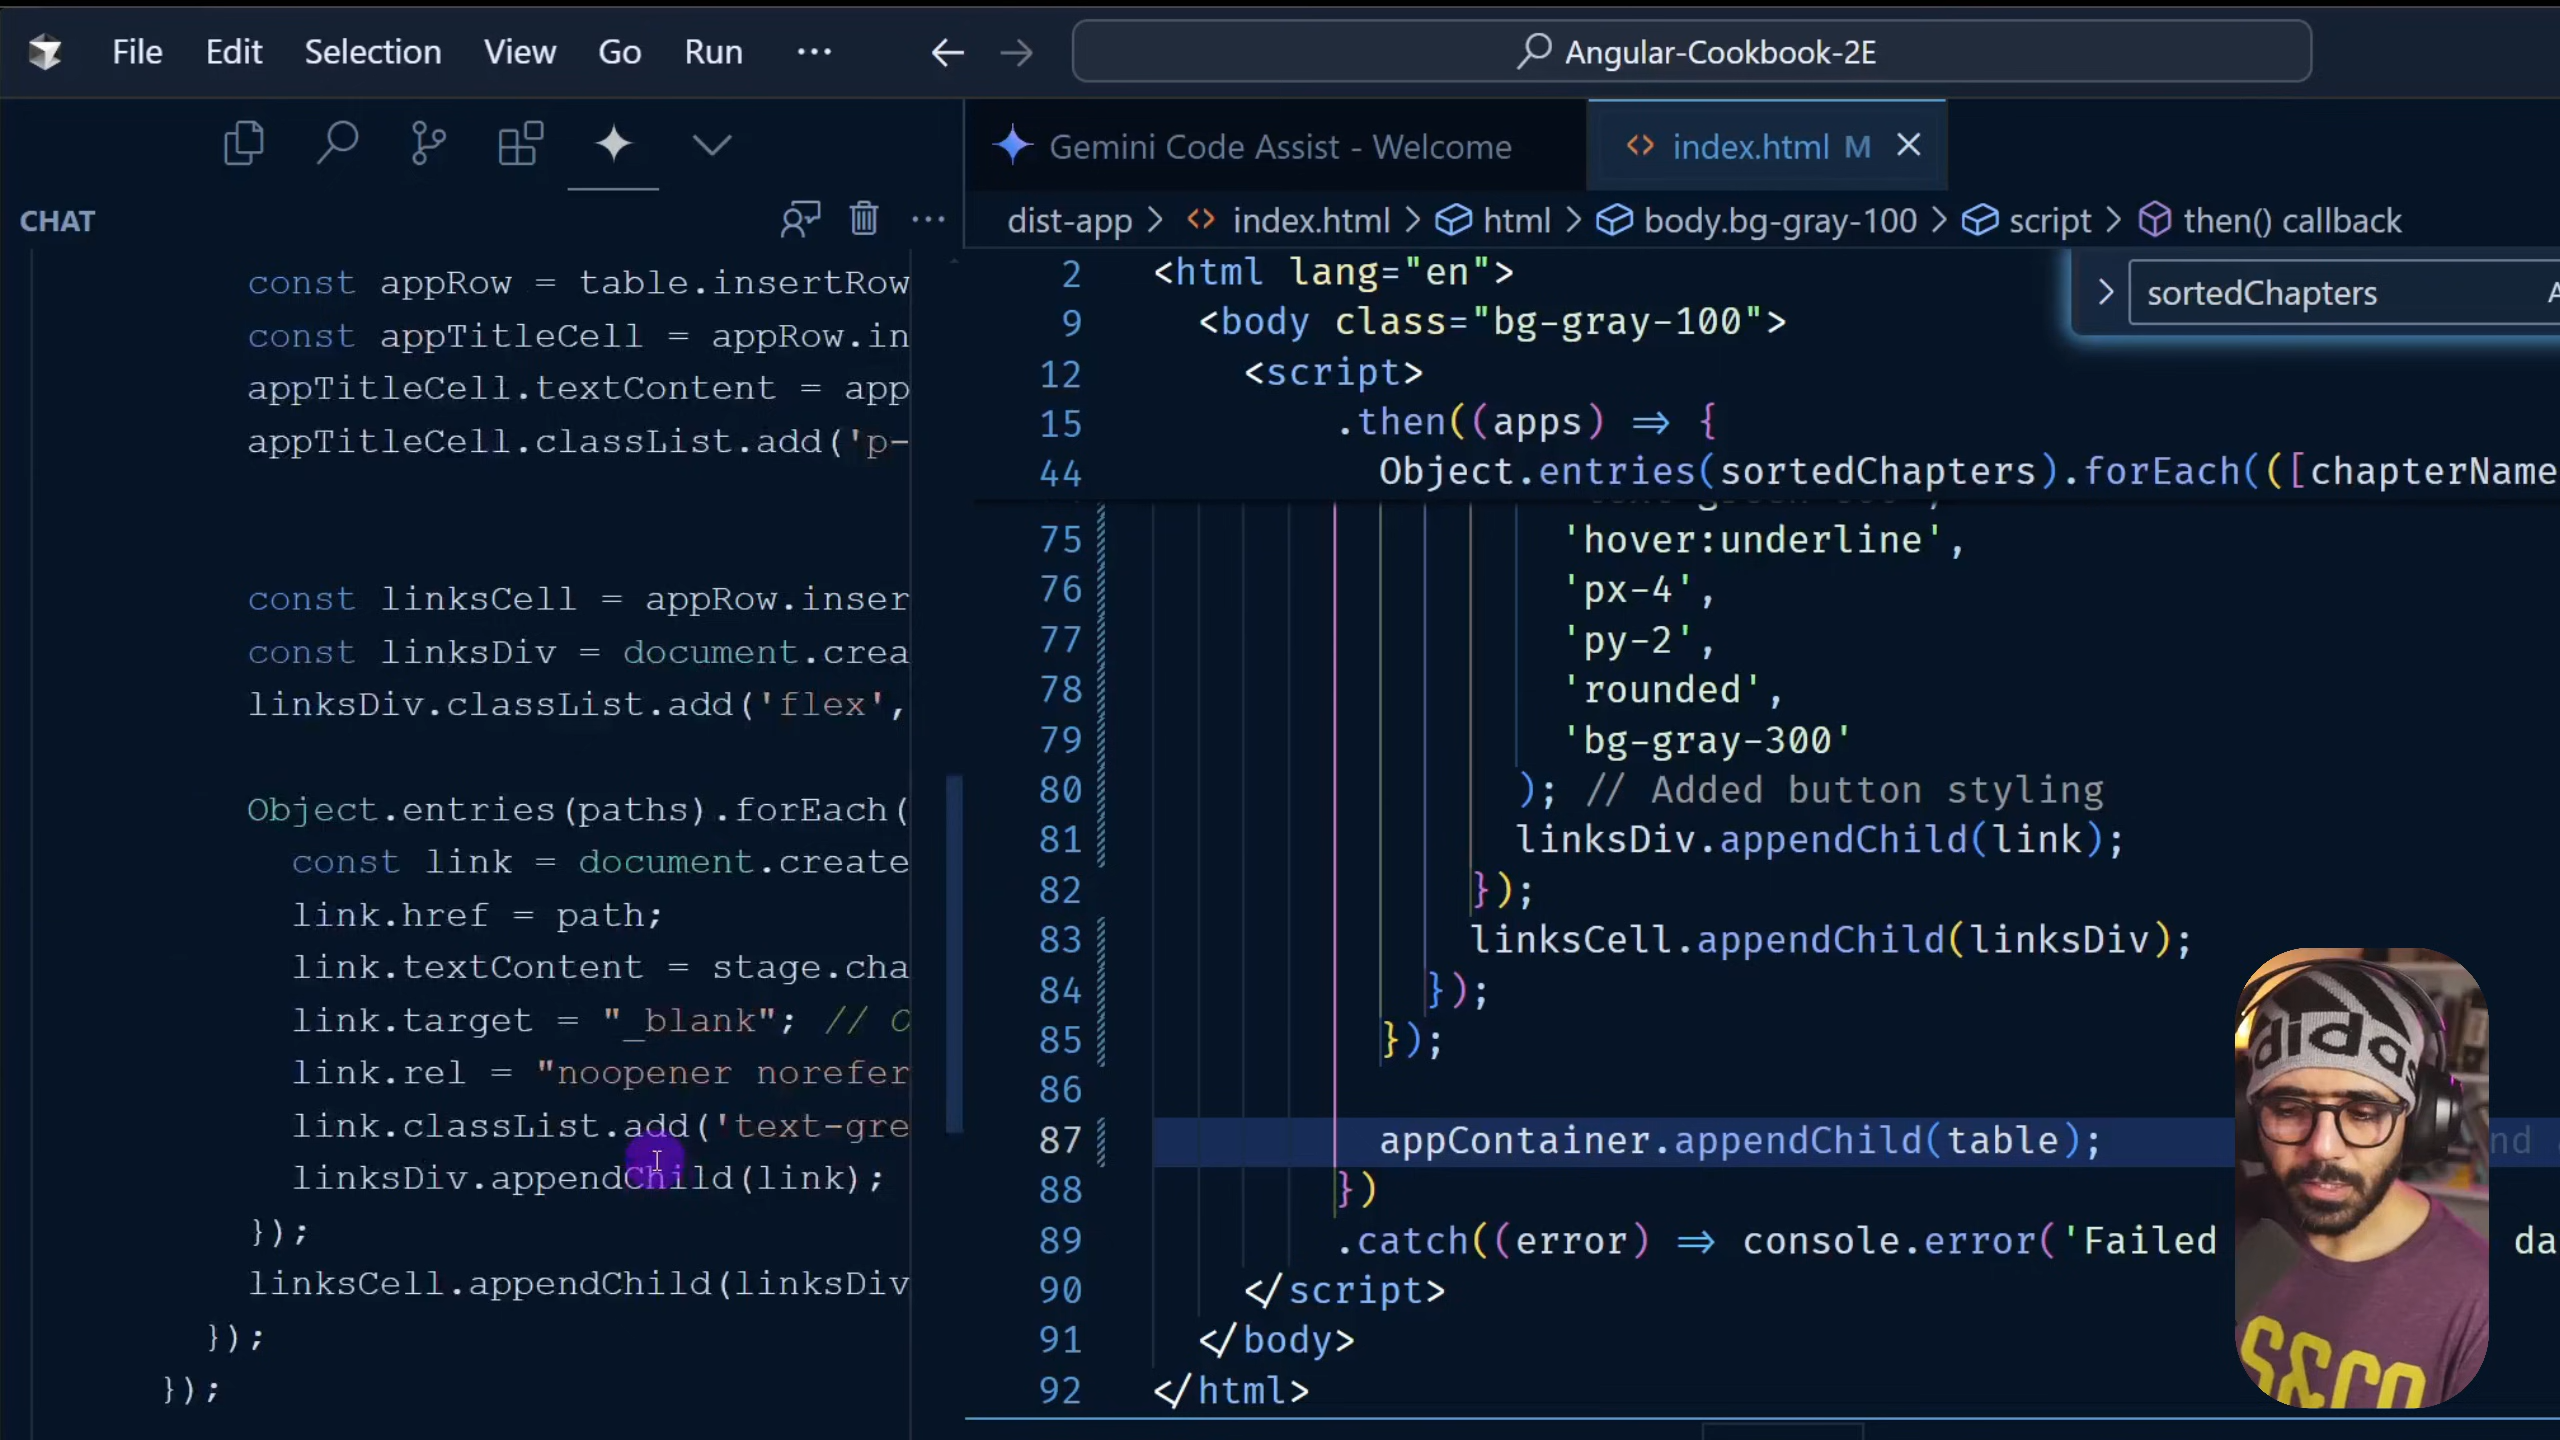 File Edit Selection View Go Run ...
Angular-Cookbook-2E
Gemini Code Assist - Welcome
index.html M
CHAT
dist-app > index.html > html > body.bg-gray-100 > script > then() callback
const appRow = table.insertRow
const appTitleCell = appRow.in
appTitleCell.textContent = app
appTitleCell.classList.add('p-
const linksCell = appRow.inser
const linksDiv = document.crea
linksDiv.classList.add('flex',
Object.entries(paths).forEach(
const link = document.create
link.href = path;
link.textContent = stage.cha
link.target = "_blank"; //
link.rel = "noopener norefer
link.classList.add('text-gre
linksDiv.appendChild(link);
});
linksCell.appendChild(linksDiv
});
});
sortedChapters
2 <html lang="en">
9 <body class="bg-gray-100">
12 <script>
15 .then((apps) => {
44 Object.entries(sortedChapters).forEach(([chapterName
75 'hover:underline',
76 'px-4',
77 'py-2',
78 'rounded',
79 'bg-gray-300'
80 ); // Added button styling
81 linksDiv.appendChild(link);
82 });
83 linksCell.appendChild(linksDiv);
84 });
85 });
86
87 appContainer.appendChild(table);
88 })
89 .catch((error) => console.error('Failed da
90 </script>
91 </body>
92 </html>
didas